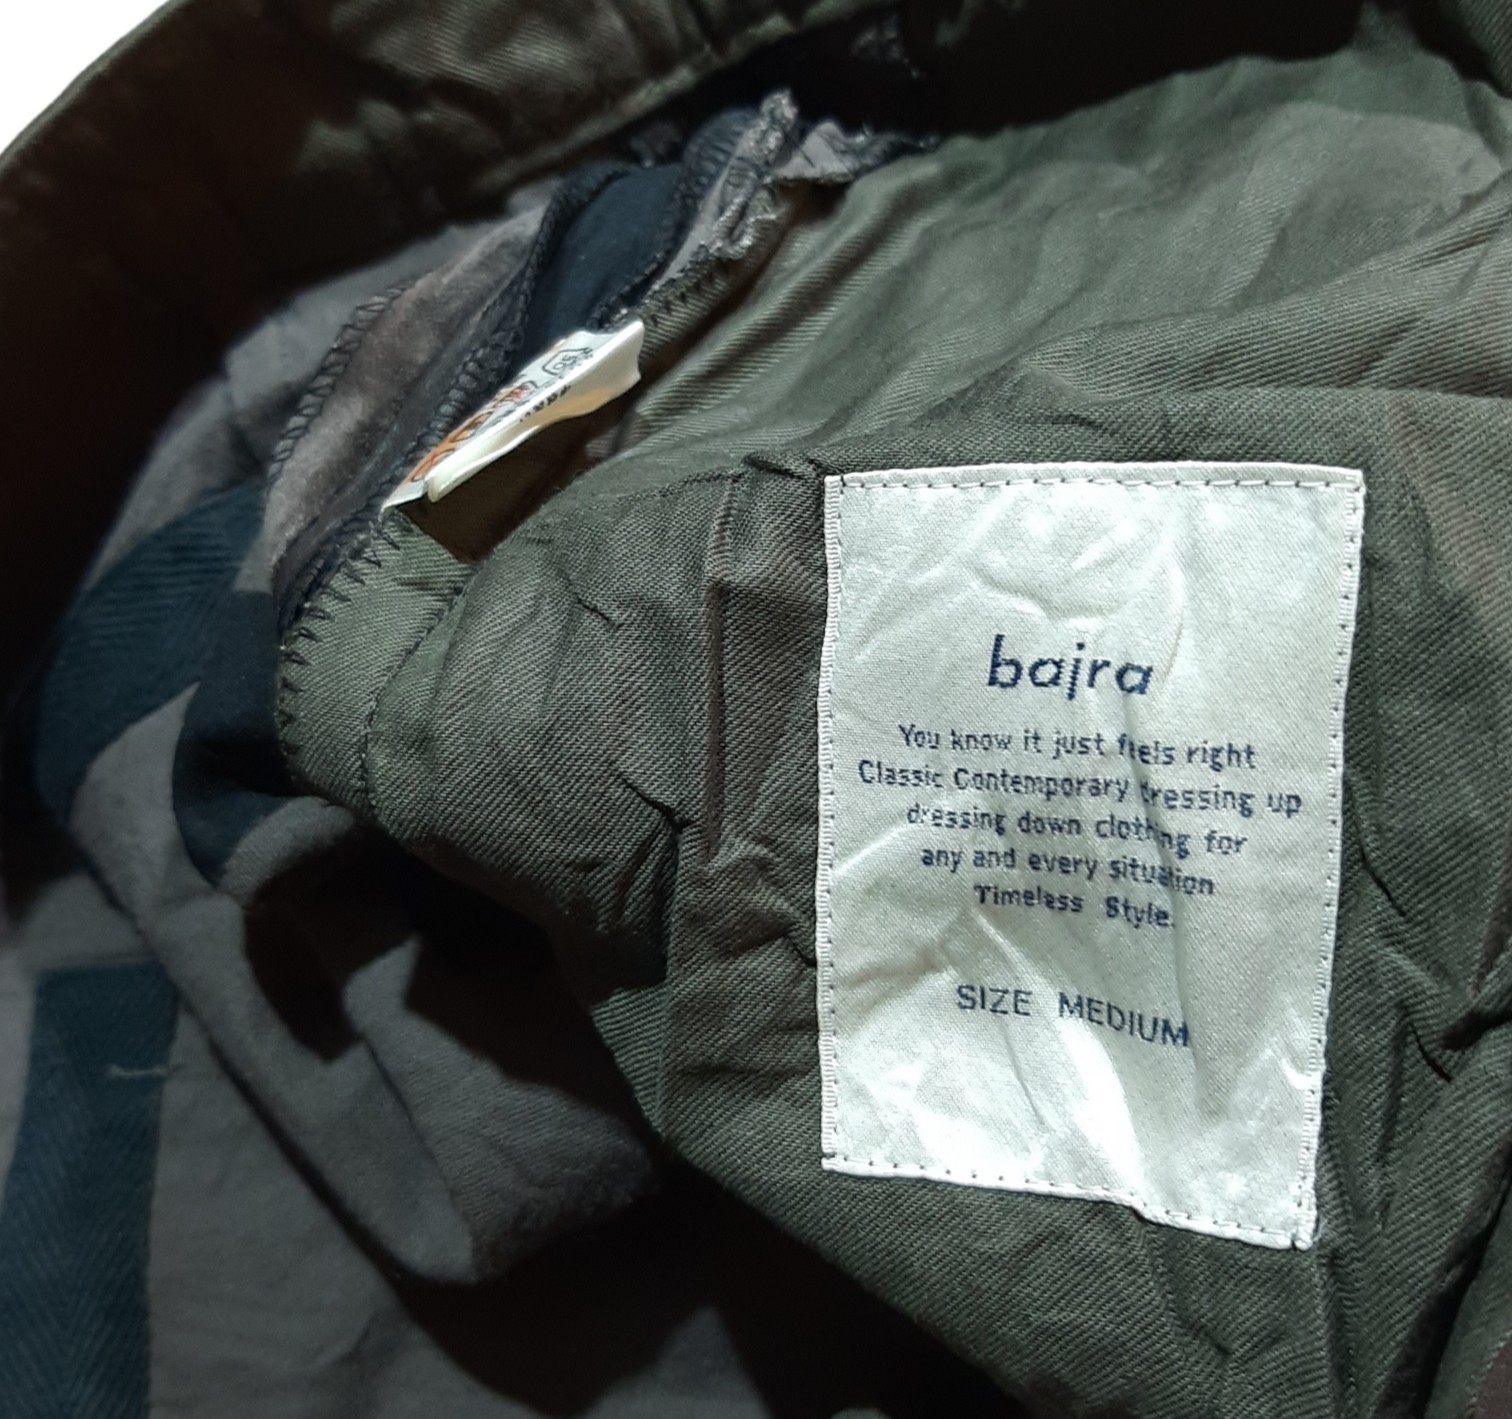 bajra
You know it just feels right
Classic Contemporary dressing up
dressing down clothing for
any and every situation
Timeless Style.
SIZE MEDIUM